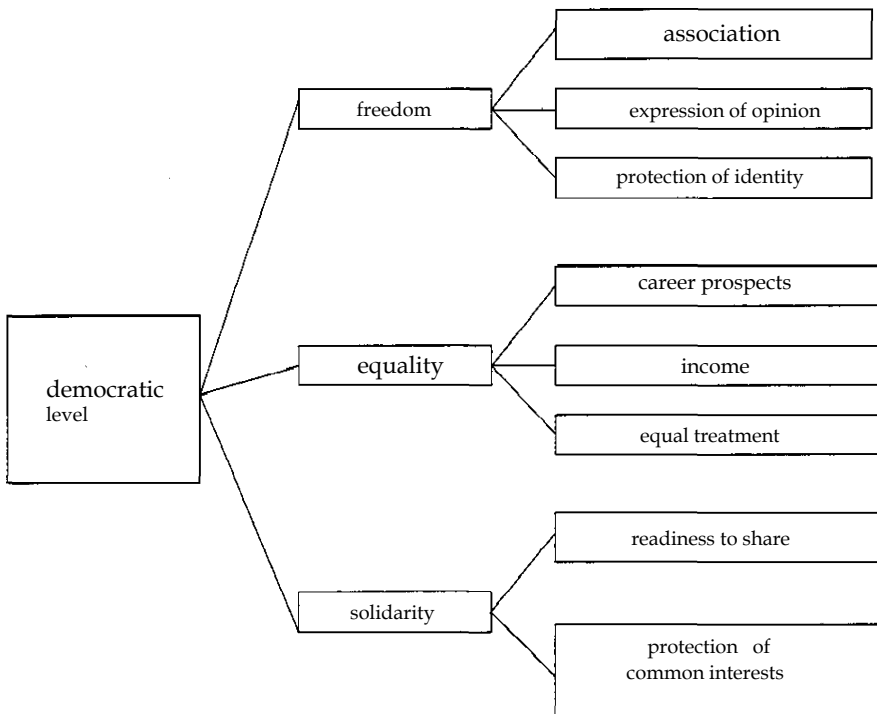 association
freedom
expression of opinion
protection of identity
career prospects
democratic
level
equality
income
equal treatment
readiness to share
solidarity
protection of
common interests